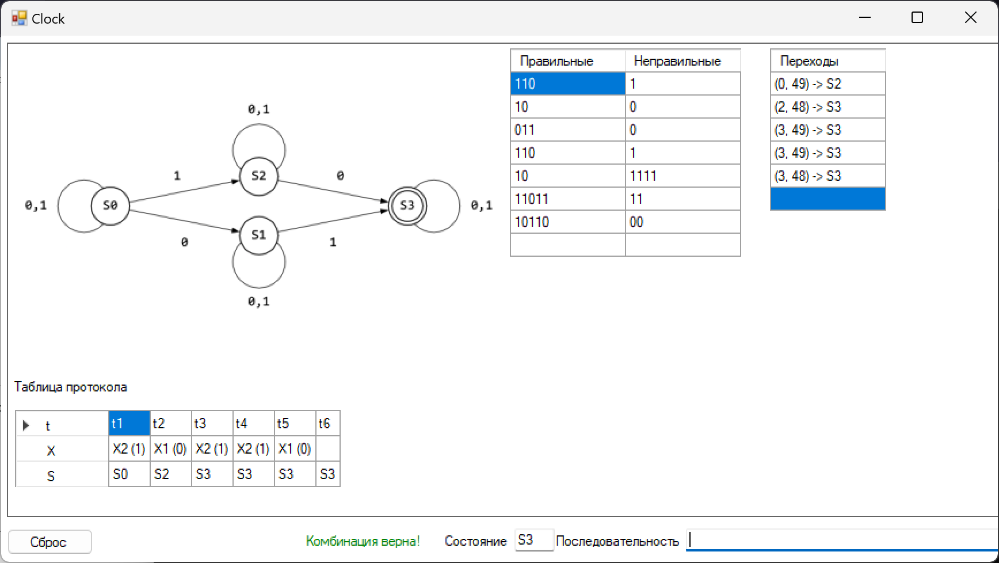 Clock
Правильные Неправильные
110 1
10 0
011 0
110 1
10 1111
11011 11
10110 00
Переходы
(0, 49) -> S2
(2, 48) -> S3
(3, 49) -> S3
(3, 49) -> S3
(3, 48) -> S3
0,1
1 S2 0
0,1 S0 S3 0,1
0 S1 1
0,1
Таблица протокола
t t1 t2 t3 t4 t5 t6
X X2 (1) X1 (0) X2 (1) X2 (1) X1 (0)
S S0 S2 S3 S3 S3 S3
Сброс Комбинация верна! Состояние S3 Последовательность